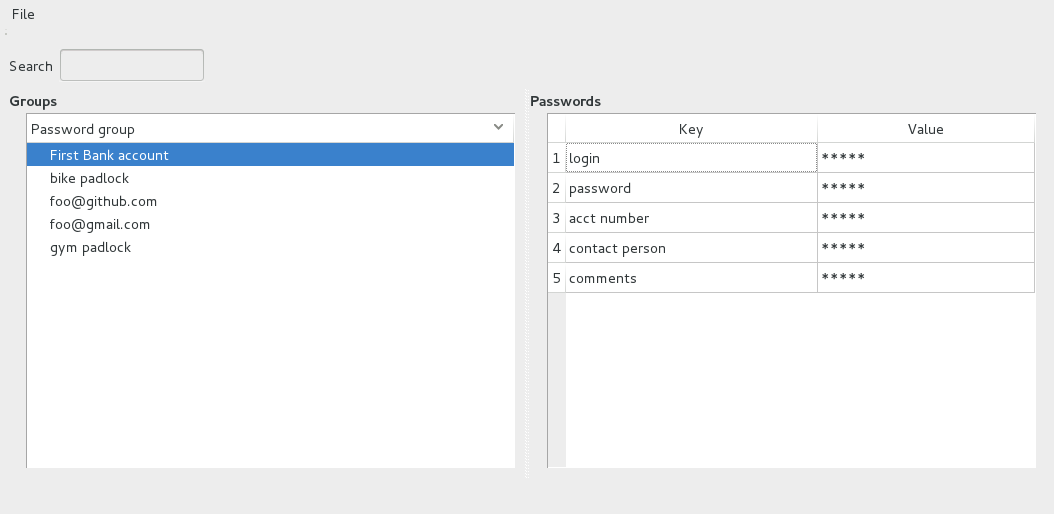 File
Search
Groups
Password group
First Bank account
bike padlock
foo@github.com
foo@gmail.com
gym padlock
Passwords
Key Value
1 login *****
2 password *****
3 acct number *****
4 contact person *****
5 comments *****